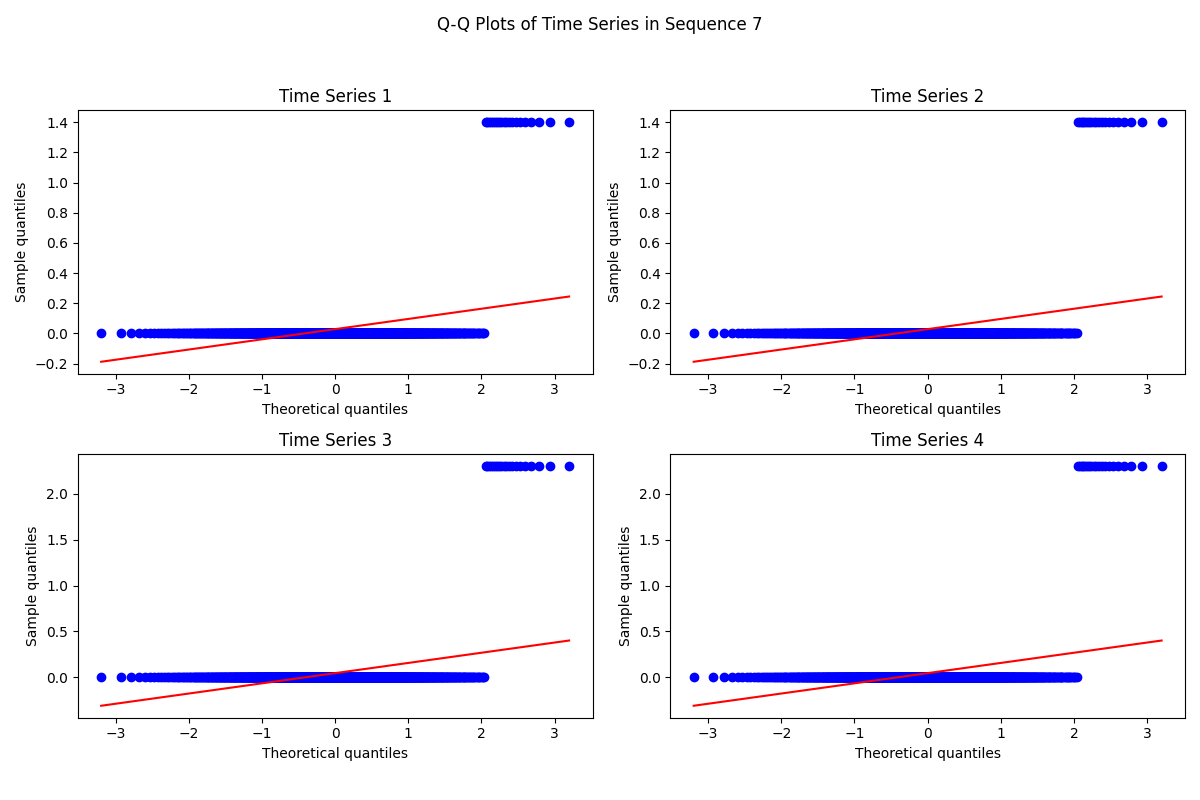 Q-Q Plots of Time Series in Sequence 7
Time Series 1
1.4
1.2
1.0
0.8
0.6
0.4
0.2
0.0
−0.2
Sample quantiles
−3 −2 −1 0 1 2 3
Theoretical quantiles
Time Series 2
1.4
1.2
1.0
0.8
0.6
0.4
0.2
0.0
−0.2
Sample quantiles
−3 −2 −1 0 1 2 3
Theoretical quantiles
Time Series 3
2.0
1.5
1.0
0.5
0.0
Sample quantiles
−3 −2 −1 0 1 2 3
Theoretical quantiles
Time Series 4
2.0
1.5
1.0
0.5
0.0
Sample quantiles
−3 −2 −1 0 1 2 3
Theoretical quantiles